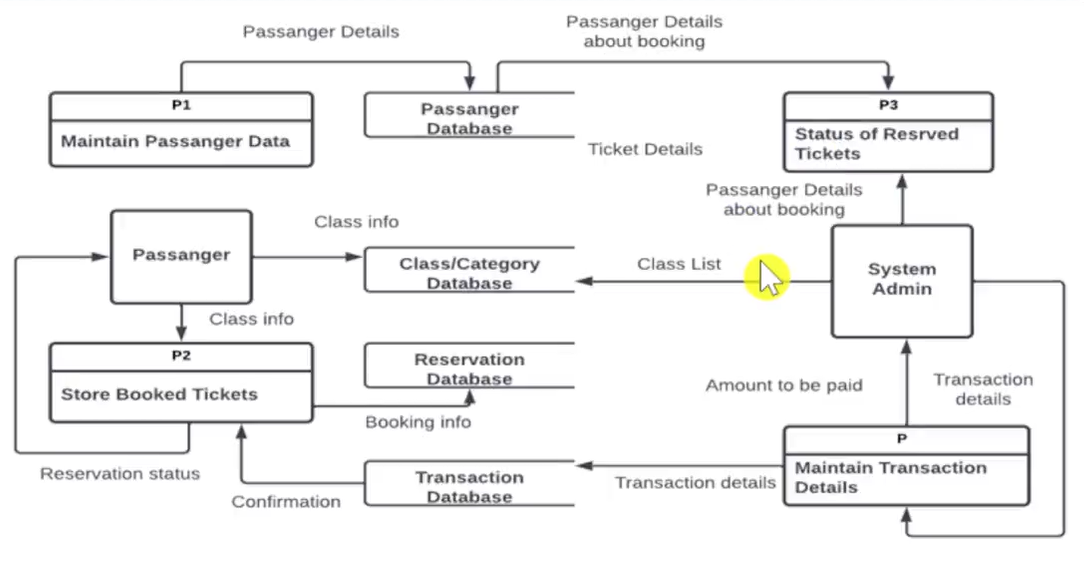 Passanger Details
Passanger Details
about booking
P1
Maintain Passanger Data
Passanger
Database
P3
Status of Resrved
Tickets
Ticket Details
Passanger Details
about booking
Passanger
Class info
Class/Category
Database
Class List
System
Admin
Class info
P2
Store Booked Tickets
Reservation
Database
Booking info
Amount to be paid
Transaction
details
P
Maintain Transaction
Details
Reservation status
Confirmation
Transaction
Database
Transaction details